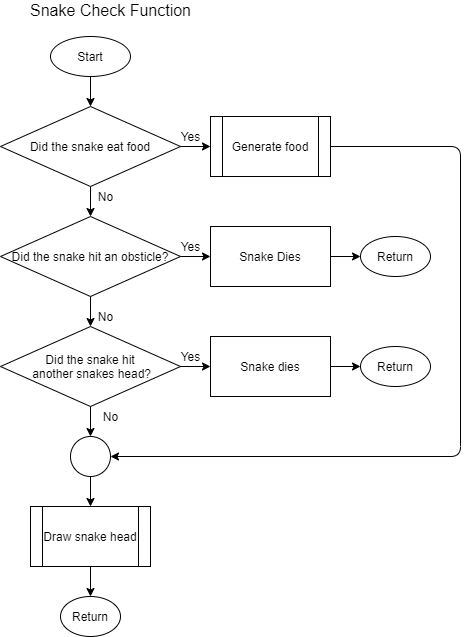 Snake Check Function
Start
Did the snake eat food
Yes
Generate food
No
Did the snake hit an obsticle?
Yes
Snake Dies
Return
No
Did the snake hit
another snakes head?
Yes
Snake dies
Return
No
Draw snake head
Return